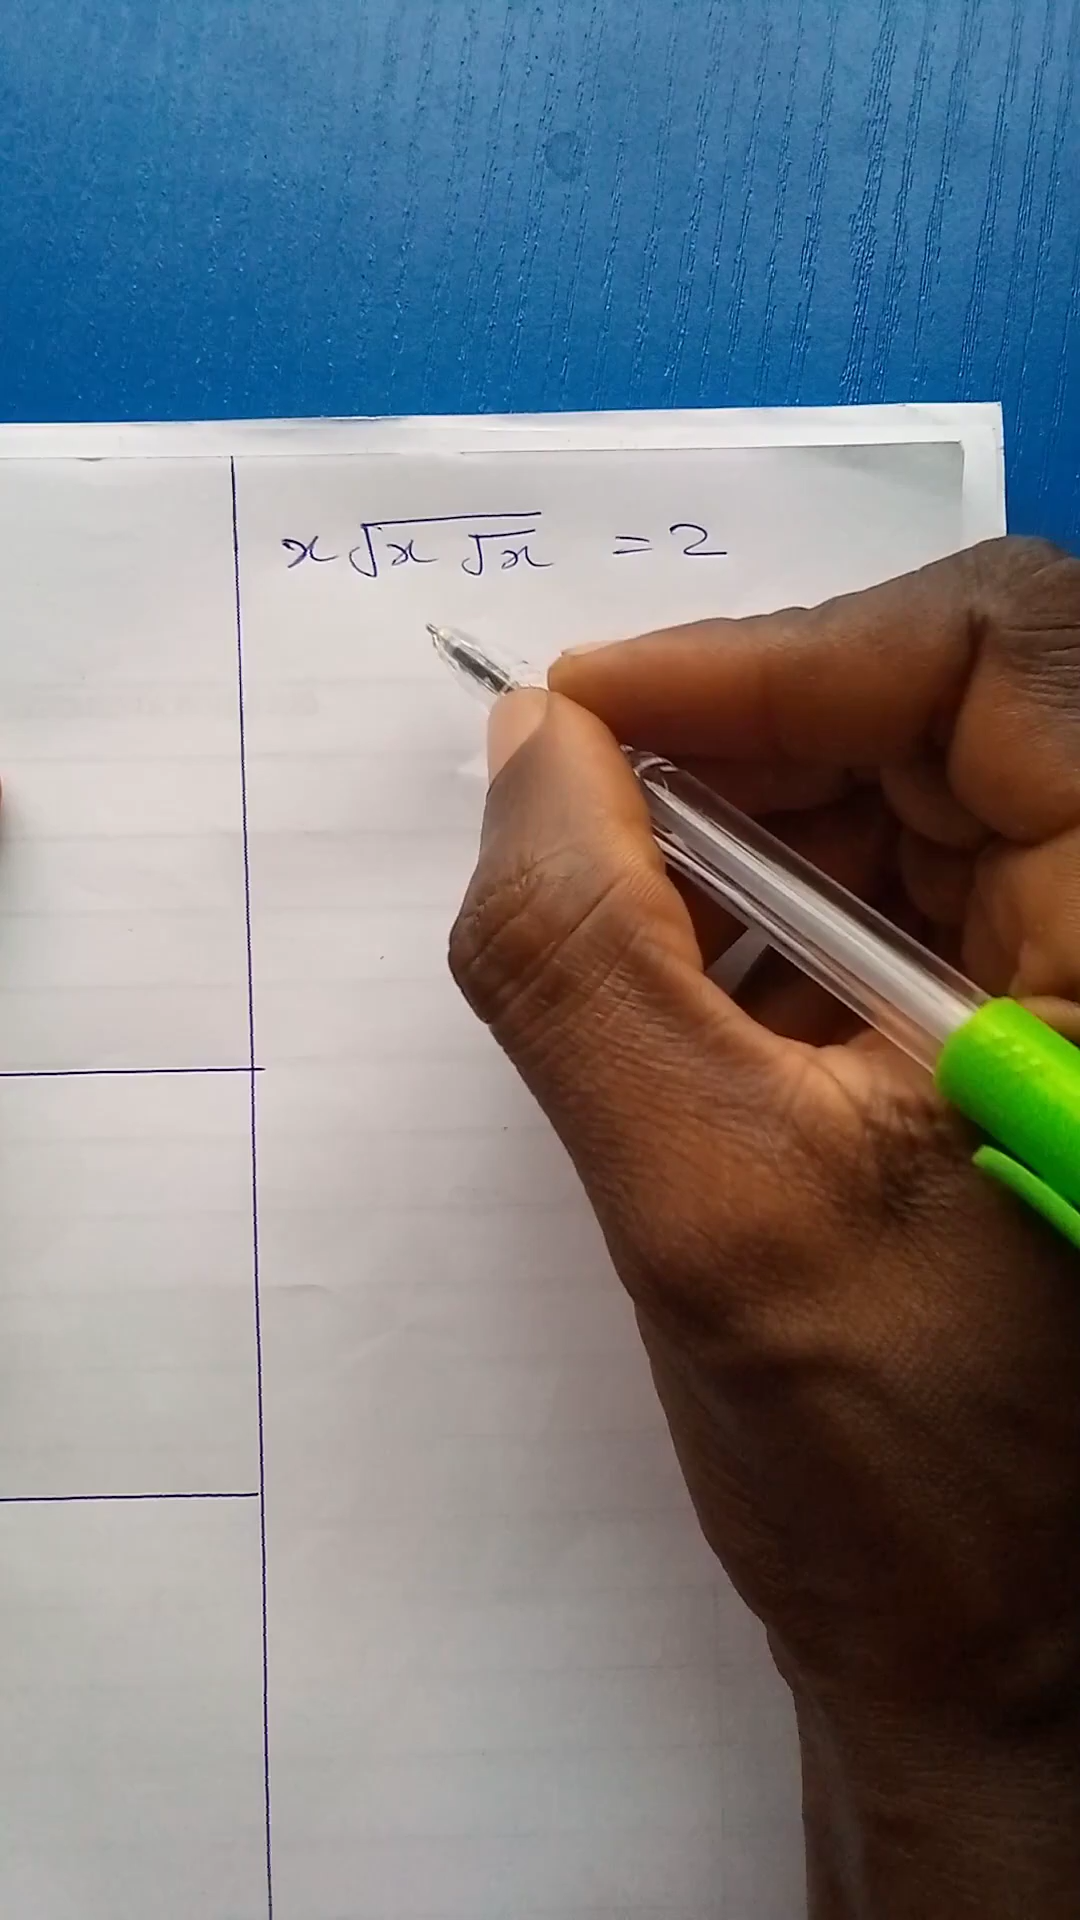 x√(x√x) = 2